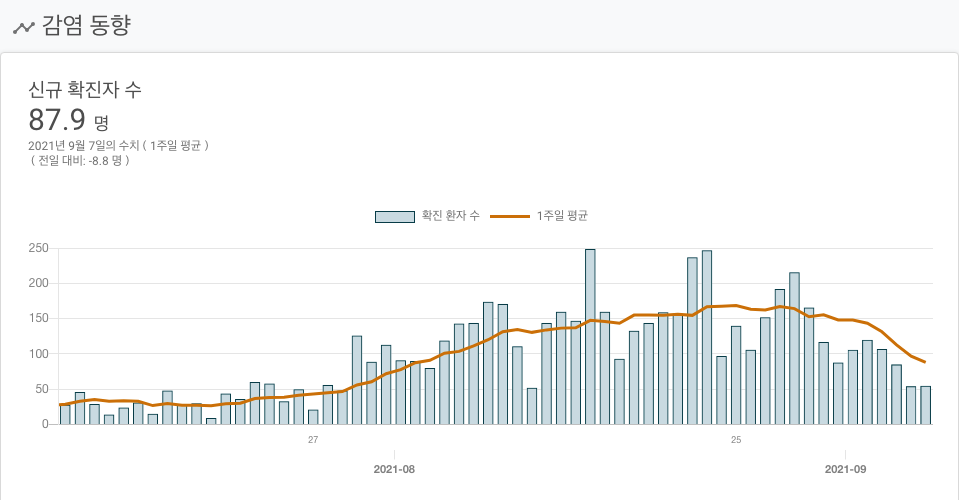 감염 동향
신규 확진자 수
87.9 명
2021년 9월 7일의 수치 ( 1주일 평균 )
( 전일 대비: -8.8 명 )
확진 환자 수 1주일 평균
250
200
150
100
50
0
27 25
2021-08 2021-09